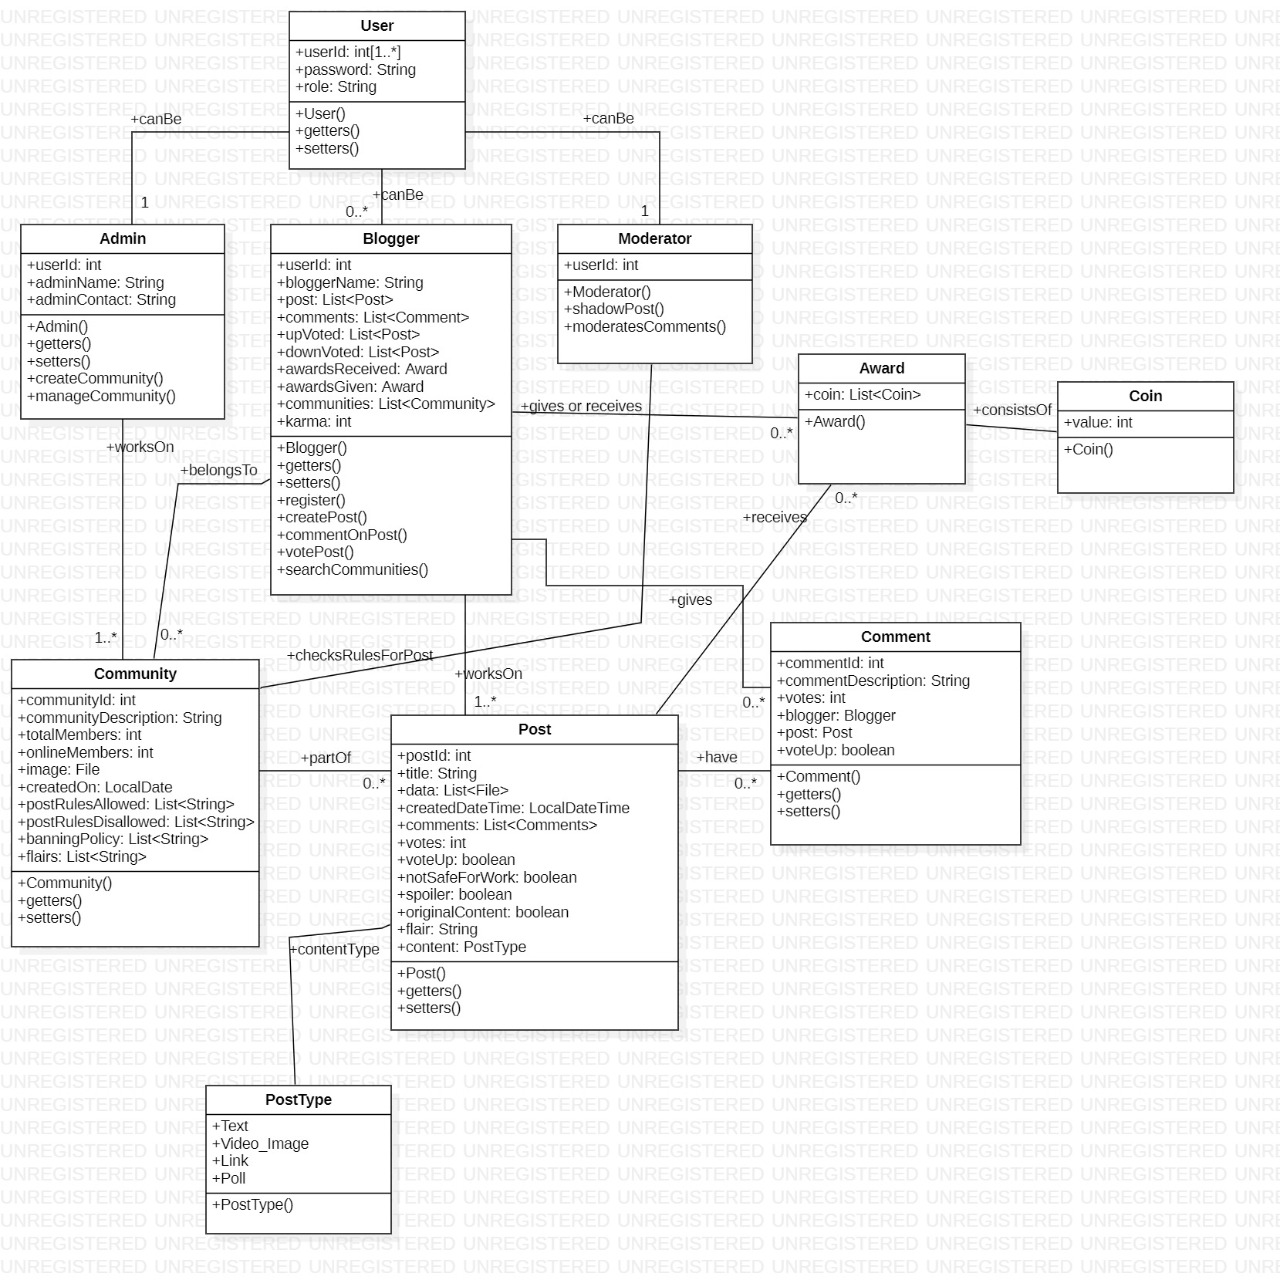 User
+userId: int[1..*]
+password: String
+role: String
+User()
+getters()
+setters()
+canBe
1
+canBe
0..*
+canBe
1
Admin
+userId: int
+adminName: String
+adminContact: String
+Admin()
+getters()
+setters()
+createCommunity()
+manageCommunity()
Blogger
+userId: int
+bloggerName: String
+post: List<Post>
+comments: List<Comment>
+upVoted: List<Post>
+downVoted: List<Post>
+awardsReceived: Award
+awardsGiven: Award
+communities: List<Community>
+karma: int
+Blogger()
+getters()
+setters()
+register()
+createPost()
+commentOnPost()
+votePost()
+searchCommunities()
Moderator
+userId: int
+Moderator()
+shadowPost()
+moderatesComments()
Award
+coin: List<Coin>
+Award()
+consistsOf
Coin
+value: int
+Coin()
+gives or receives
0..*
+worksOn
1..*
+belongsTo
0..*
0..*
+receives
+gives
0..*
+checksRulesForPost
+worksOn
1..*
Comment
+commentId: int
+commentDescription: String
+votes: int
+blogger: Blogger
+post: Post
+voteUp: boolean
+Comment()
+getters()
+setters()
Community
+communityId: int
+communityDescription: String
+totalMembers: int
+onlineMembers: int
+image: File
+createdOn: LocalDate
+postRulesAllowed: List<String>
+postRulesDisallowed: List<String>
+banningPolicy: List<String>
+flairs: List<String>
+Community()
+getters()
+setters()
+partOf
0..*
Post
+postId: int
+title: String
+data: List<File>
+createdDateTime: LocalDateTime
+comments: List<Comments>
+votes: int
+voteUp: boolean
+notSafeForWork: boolean
+spoiler: boolean
+originalContent: boolean
+flair: String
+content: PostType
+Post()
+getters()
+setters()
+have
0..*
+contentType
PostType
+Text
+Video_Image
+Link
+Poll
+PostType()